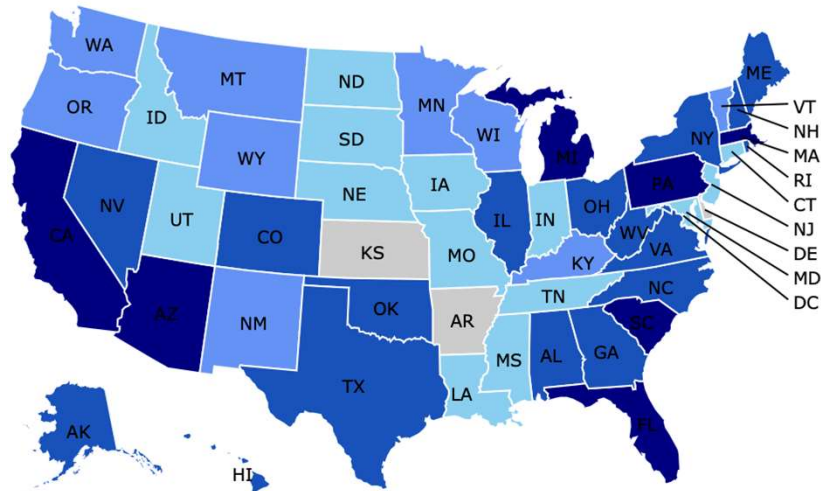 WA
MT
ND
MN
ME
OR
ID
SD
WI
MI
NY
VT
NH
MA
RI
CT
NJ
DE
MD
DC
WY
NE
IA
PA
NV
UT
CO
KS
MO
IL
IN
OH
WV
VA
KY
CA
AZ
NM
OK
AR
TN
NC
SC
TX
LA
MS
AL
GA
FL
AK
HI